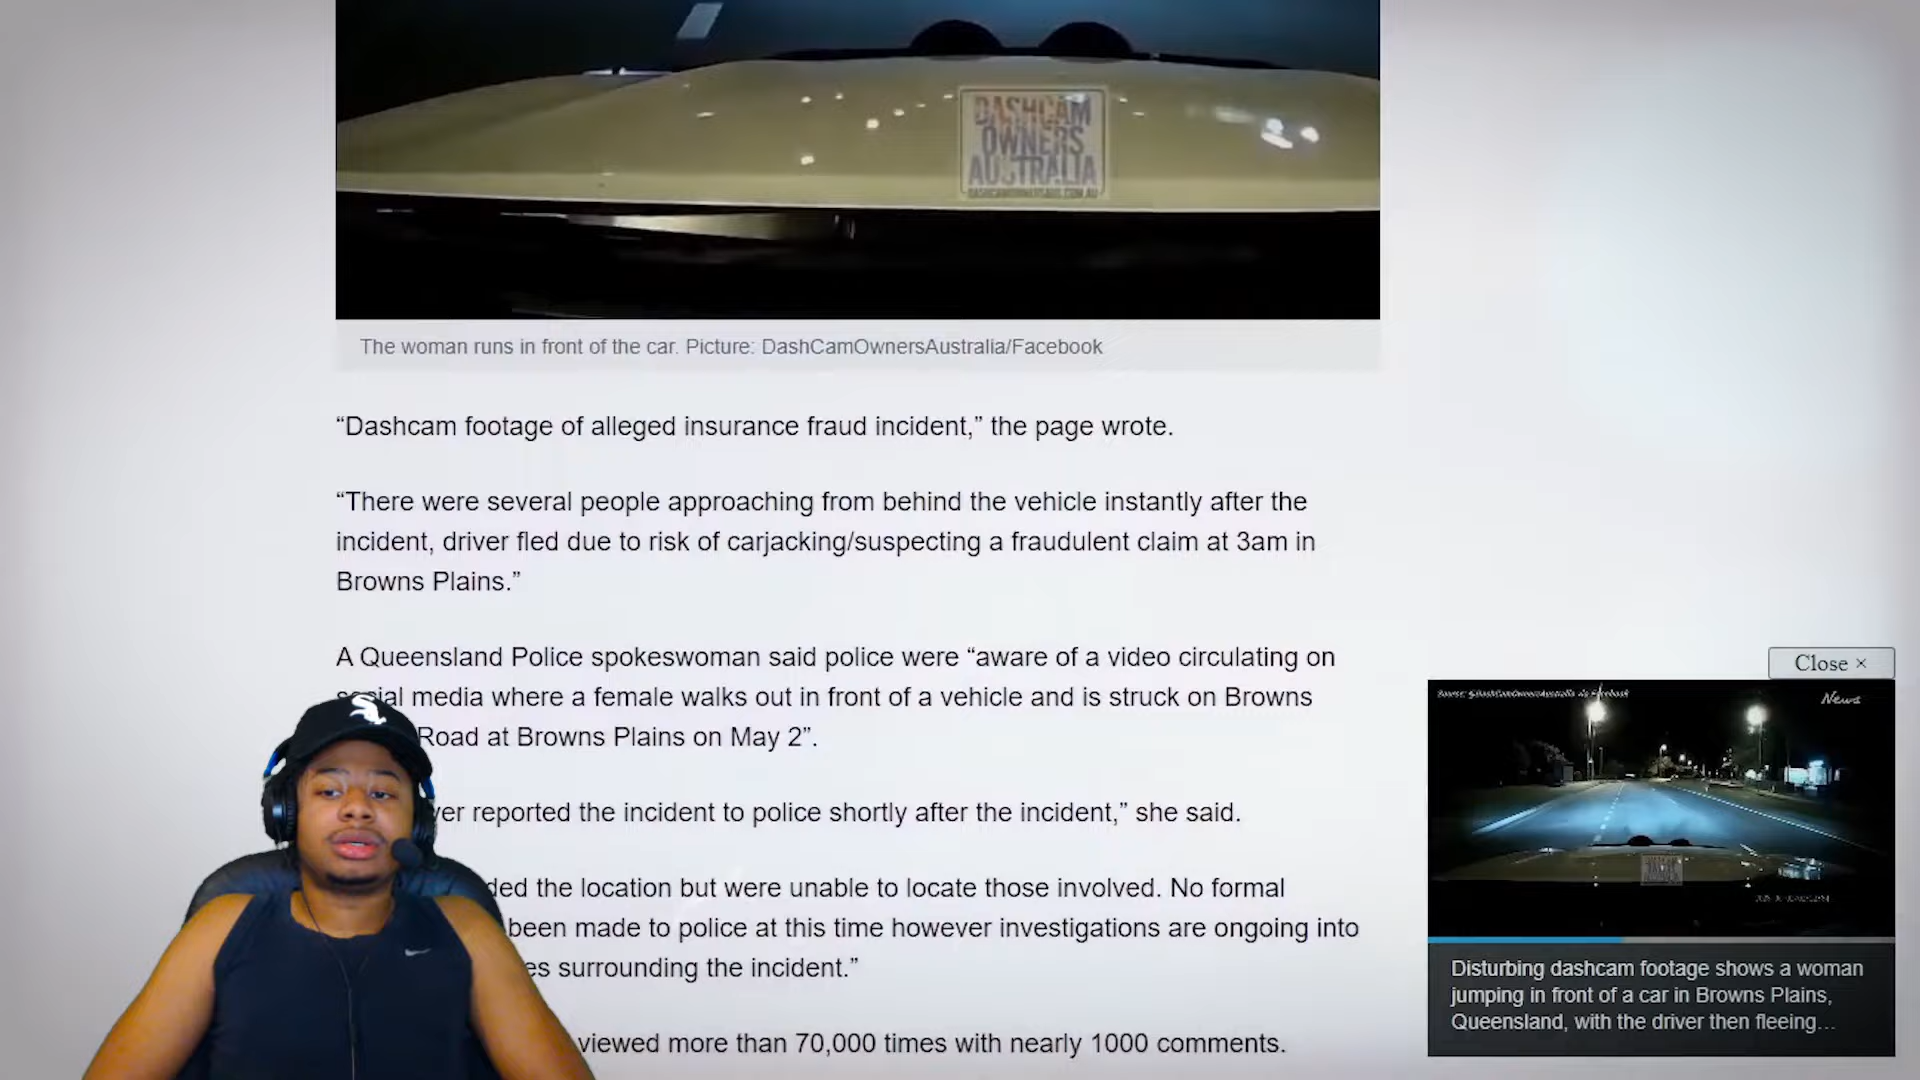 DASHCAM
OWNERS
AUSTRALIA
DASHCAMOWNERSAUS.COM.AU
The woman runs in front of the car. Picture: DashCamOwnersAustralia/Facebook
“Dashcam footage of alleged insurance fraud incident,” the page wrote.
“There were several people approaching from behind the vehicle instantly after the
incident, driver fled due to risk of carjacking/suspecting a fraudulent claim at 3am in
Browns Plains.”
A Queensland Police spokeswoman said police were “aware of a video circulating on
social media where a female walks out in front of a vehicle and is struck on Browns
Road at Browns Plains on May 2”.
reported the incident to police shortly after the incident,” she said.
the location but were unable to locate those involved. No formal
been made to police at this time however investigations are ongoing into
surrounding the incident.”
viewed more than 70,000 times with nearly 1000 comments.
Close ×
Source: @DashCamOwnersAustralia via Facebook
News
Disturbing dashcam footage shows a woman
jumping in front of a car in Browns Plains,
Queensland, with the driver then fleeing...